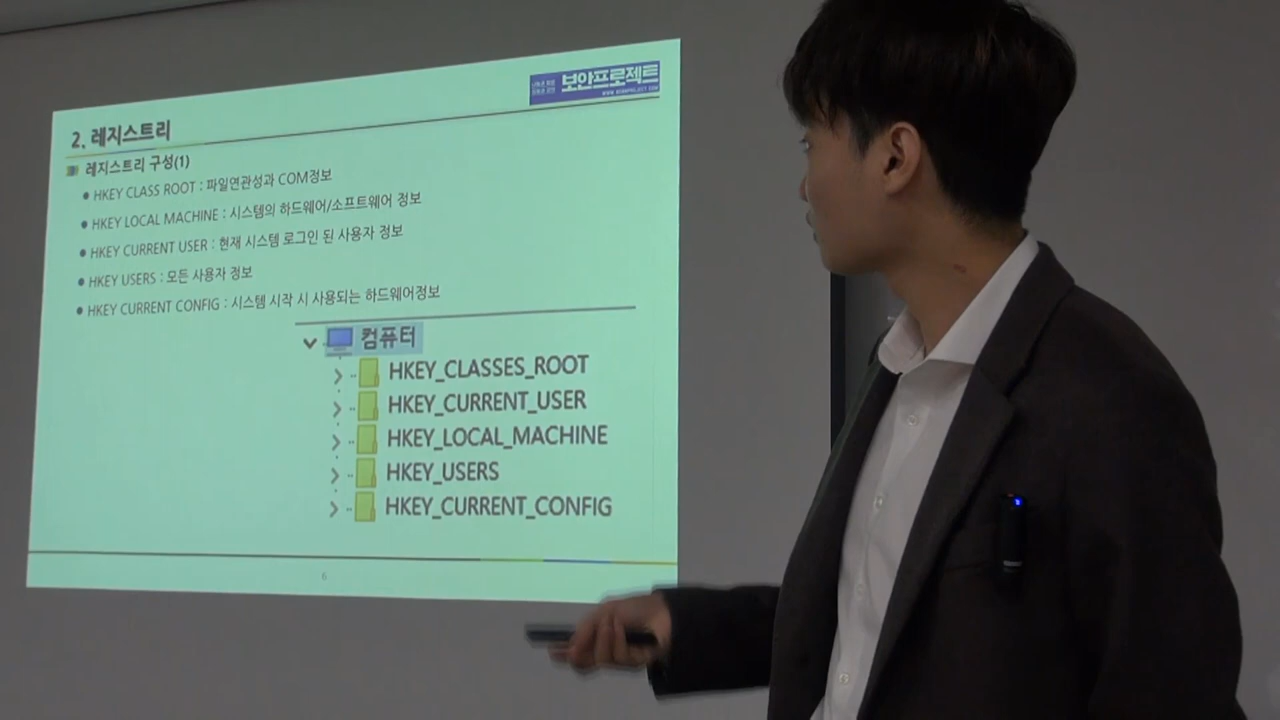 보안프로젝트
WWW.BOANPROJECT.COM
2. 레지스트리
레지스트리 구성(1)
HKEY CLASS ROOT : 파일연관성과 COM정보
HKEY LOCAL MACHINE : 시스템의 하드웨어/소프트웨어 정보
HKEY CURRENT USER : 현재 시스템 로그인 된 사용자 정보
HKEY USERS : 모든 사용자 정보
HKEY CURRENT CONFIG : 시스템 시작 시 사용되는 하드웨어정보
컴퓨터
HKEY_CLASSES_ROOT
HKEY_CURRENT_USER
HKEY_LOCAL_MACHINE
HKEY_USERS
HKEY_CURRENT_CONFIG
6